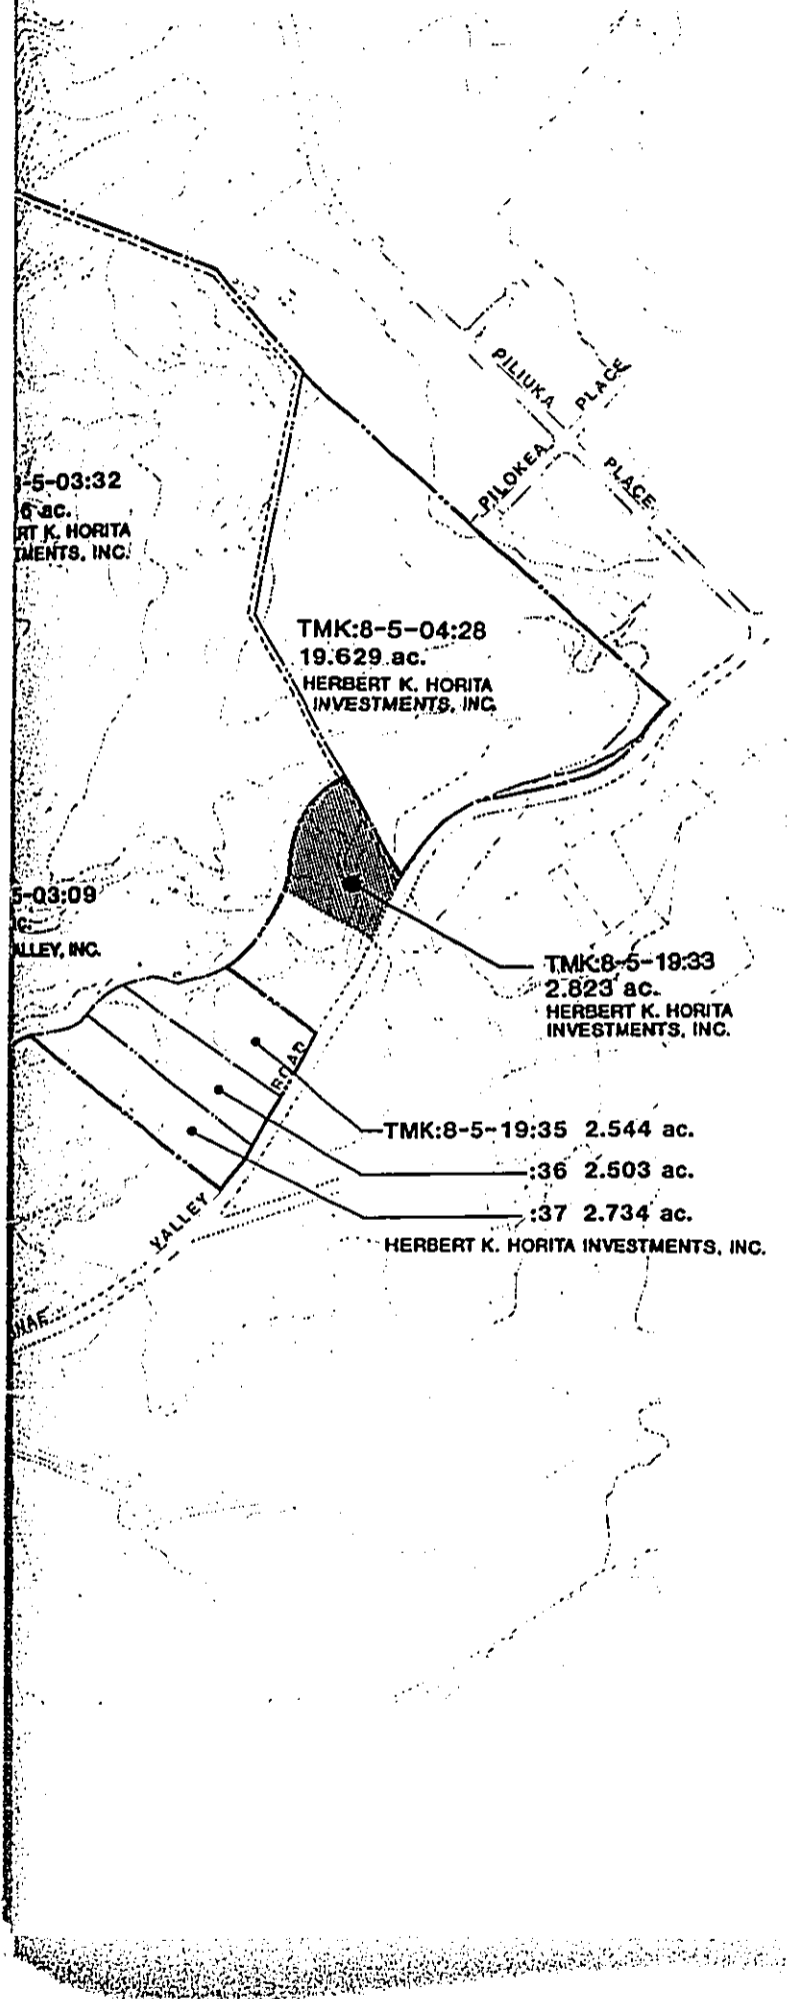 PILIUKA
PLACE
PILOKEA
PLACE
-5-03:32
6 ac.
RT K. HORITA
TMENTS, INC.
TMK:8-5-04:28
19.629 ac.
HERBERT K. HORITA
INVESTMENTS, INC.
5-03:09
ALLEY, INC.
TMK:8-5-19:33
2.823 ac.
HERBERT K. HORITA
INVESTMENTS, INC.
ROAD
TMK:8-5-19:35 2.544 ac.
:36 2.503 ac.
:37 2.734 ac.
VALLEY
HERBERT K. HORITA INVESTMENTS, INC.
NAE